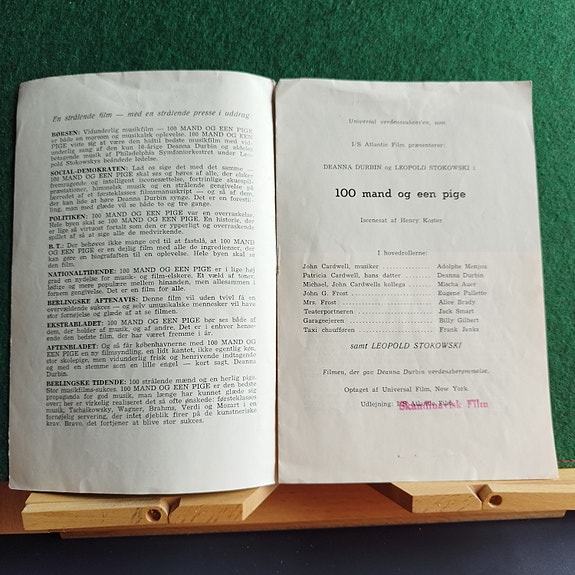 En strålende film — med en strålende presse i uddrag
BØRSEN: Vidunderlig musikfilm — 100 MAND OG EEN PIGE
er både en morsom og musikalsk oplevelse. 100 MAND OG EEN
PIGE viste sig at være den hidtil bedste musikfilm med vid-
underlig sang af den kun 16-årige Deanna Durbin og aldeles
betagende musik af Philadelphia Symfoniorkestret under Leo-
pold Stokowskys beåndede ledelse.
SOCIAL-DEMOKRATEN: Lad os sige det med det samme —
100 MAND OG EEN PIGE skal ses og høres af alle, der elsker
fremragende og intelligent iscenesættelse, fortrinlige skuespil-
præstationer, himmelsk musik og en strålende gengivelse på
lærredet af et førsteklasses filmmanuskript — og så af dem,
der kan lide at høre Deanna Durbin synge. Det er en forestil-
ling, man med glæde vil se både to og tre gange.
POLITIKEN: 100 MAND OG EEN PIGE var en overraskelse.
Hele byen skal se 100 MAND OG EEN PIGE. En historie, der
er lige så virtuost fortalt som den er ypperligt og overraskende
spillet af så at sige alle de medvirkende.
B. T.: Der behøves ikke mange ord til at fastslå, at 100 MAND
OG EEN PIGE er en dejlig film med alle de ingredienser, der
kan gøre en biograftaften til en oplevelse. Hele byen skal se
den film.
NATIONALTIDENDE: 100 MAND OG EEN PIGE er i lige høj
grad en nydelse for musik- og film-elskere. Et væld af toner,
ledige og mere populære mellem hinanden, men allesammen i
fornem gengivelse. Det er en film for alle.
BERLINGSKE AFTENAVIS: Denne film vil uden tvivl få en
overvældende sukces — og selv umusikalske mennesker vil have
stor fornøjelse og glæde af at se filmen.
EKSTRABLADET: 100 MAND OG EEN PIGE bør ses både af
dem, der holder af musik, og af andre. Det er i enhver hense-
ende den bedste film, der har været fremme i år.
AFTENBLADET: Og så får københavnerne med 100 MAND OG
EEN PIGE en ny filmsyndling, en lidt kantet, ikke egentlig køn,
stor skolepige, men vidunderlig frisk og henrivende indtagende
og med en stemme som en lille engel — kort sagt, Deanna
Durbin.
BERLINGSKE TIDENDE: 100 strålende mænd og en herlig pige.
Stor musikfilms-sukces. 100 MAND OG EEN PIGE er den bedste
propaganda for god musik, man længe har kunnet glæde sig
over; her er virkelig realiseret det så ofte ønskede: førsteklasses
musik, Tschaikowsky, Wagner, Brahms, Verdi og Mozart i en
fornøjelig servering, der intet øjeblik firer på de kunstneriske
krav. Bravo, det fortjener at blive stor sukces.
Universal verdenssukces'en, som
I/S Atlantic Film præsenterer:
DEANNA DURBIN og LEOPOLD STOKOWSKI i
100 mand og een pige
Iscenesat af Henry Koster
I hovedrollerne:
John Cardwell, musiker Adolphe Menjou
Patricia Cardwell, hans datter Deanna Durbin
Michael, John Cardwells kollega Mischa Auer
John G. Frost Eugene Pallette
Mrs. Frost Alice Brady
Teaterportneren Jack Smart
Garageejeren Billy Gilbert
Taxi chaufføren Frank Jenks
samt LEOPOLD STOKOWSKI
Filmen, der gav Deanna Durbin verdensberømmelse.
Optaget af Universal Film, New York.
Udlejning: I/S Atlantic Film
Skandinavisk Film